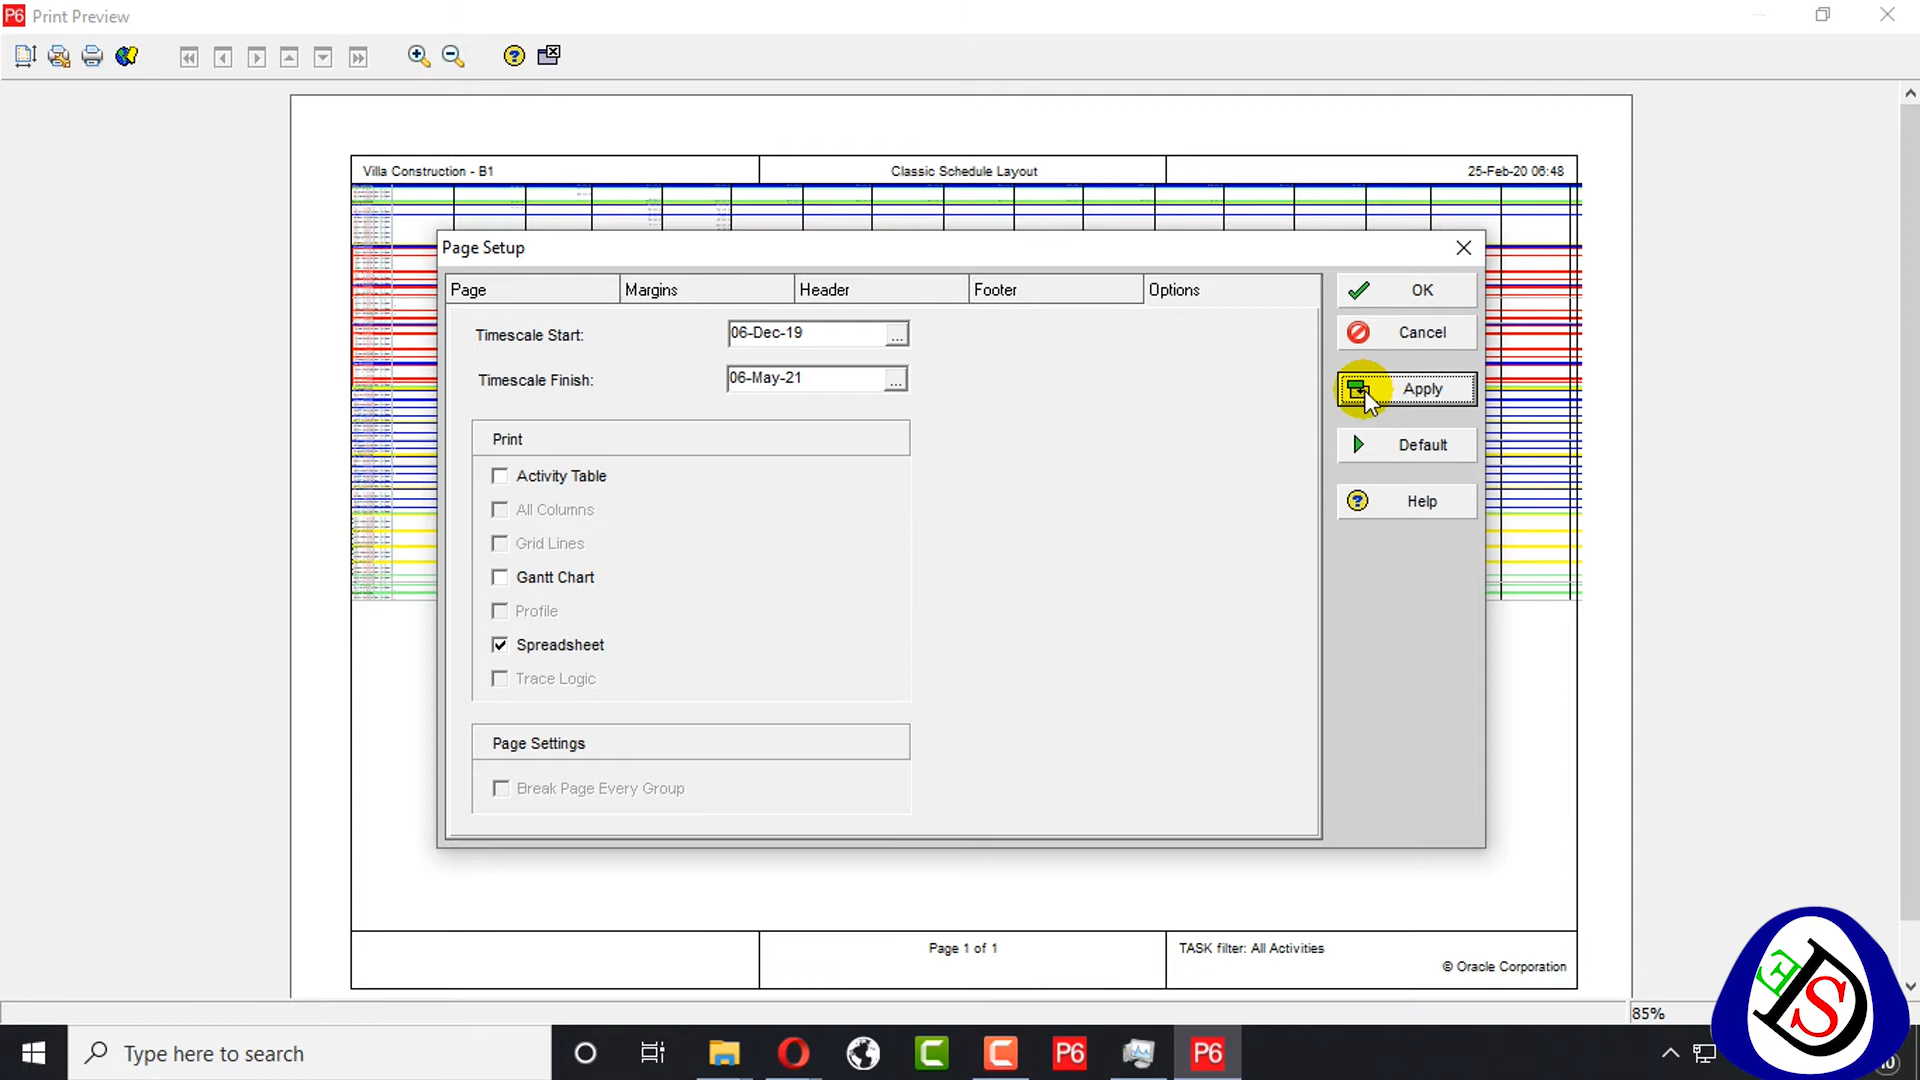 P6 Print Preview
Villa Construction - B1
Classic Schedule Layout
25-Feb-20 06:48
Page Setup
Page
Margins
Header
Footer
Options
Timescale Start:
06-Dec-19
...
Timescale Finish:
06-May-21
...
Print
Activity Table
All Columns
Grid Lines
Gantt Chart
Profile
Spreadsheet
Trace Logic
Page Settings
Break Page Every Group
OK
Cancel
Apply
Default
Help
Page 1 of 1
TASK filter: All Activities
© Oracle Corporation
85%
Type here to search
P6
P6
E
D
S